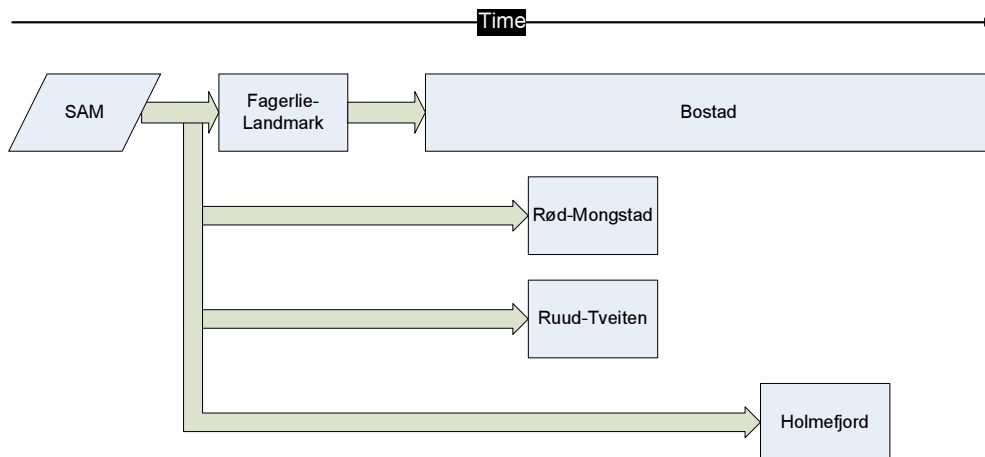 Time
SAM
Fagerlie-
Landmark
Bostad
Rød-Mongstad
Ruud-Tveiten
Holmefjord